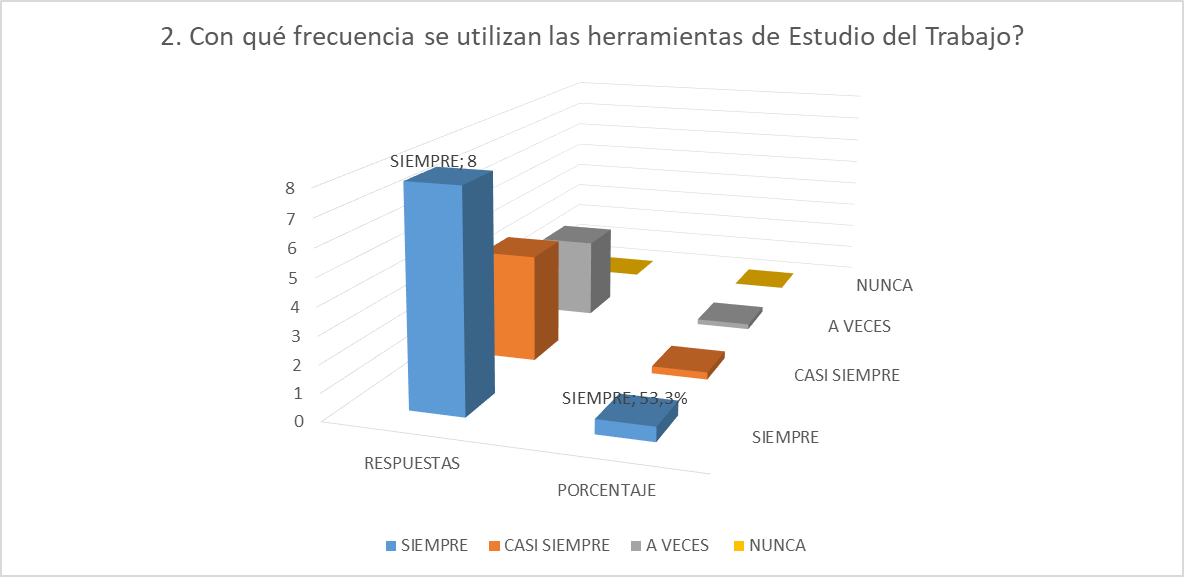 2. Con qué frecuencia se utilizan las herramientas de Estudio del Trabajo?
SIEMPRE; 8
8
7
6
5
4
3
2
1
0
NUNCA
A VECES
CASI SIEMPRE
SIEMPRE; 53,3%
SIEMPRE
RESPUESTAS
PORCENTAJE
SIEMPRE CASI SIEMPRE A VECES NUNCA